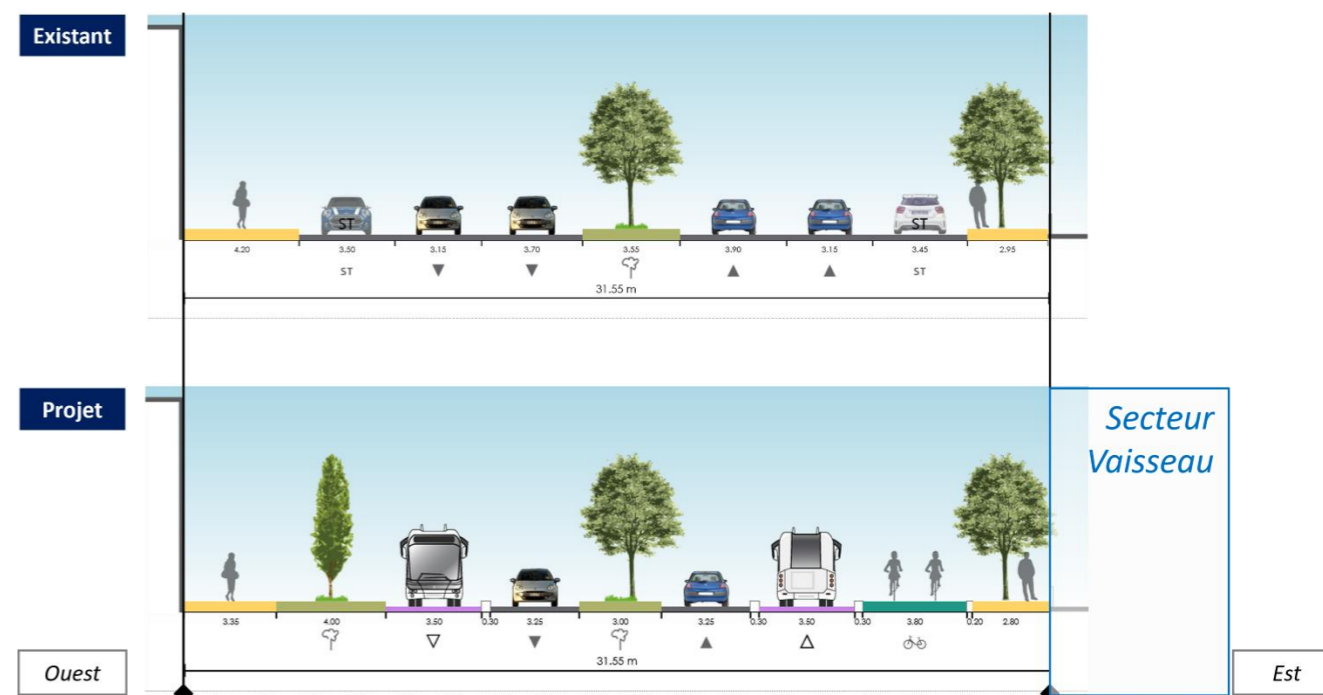 Existant
ST
ST
4.20 3.50 3.15 3.70 3.55 3.90 3.15 3.45 2.95
ST ST
31.55 m
Projet
Secteur
Vaisseau
3.35 4.00 3.50 0.30 3.25 3.00 3.25 0.30 3.50 0.30 3.80 0.20 2.80
31.55 m
Ouest
Est